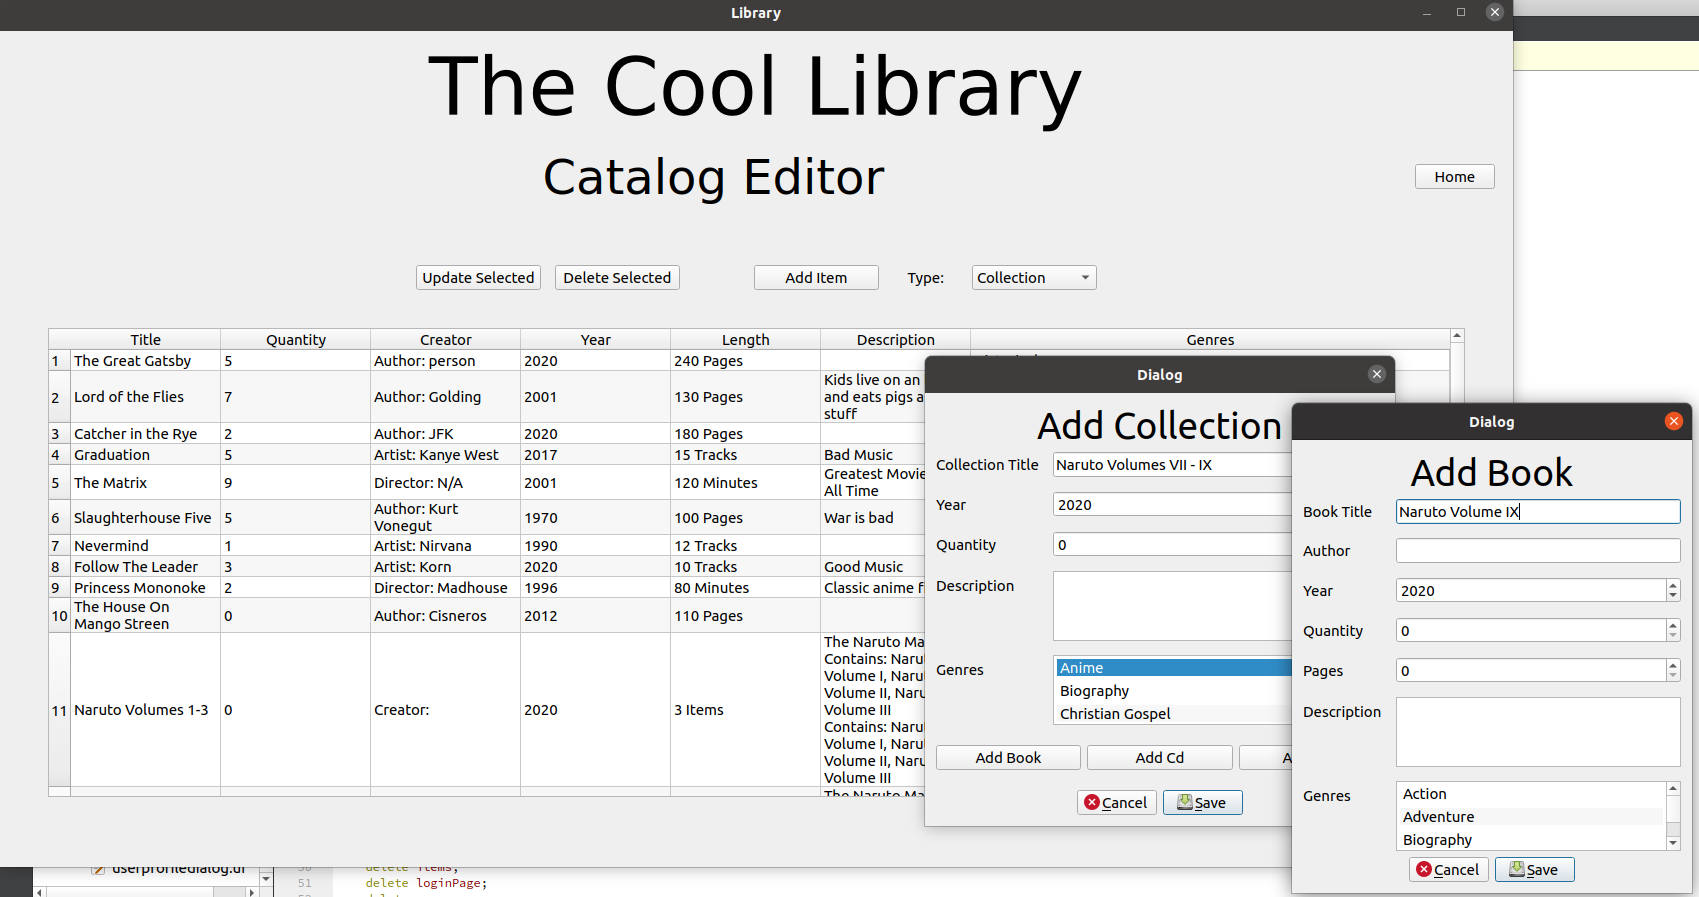 Library
The Cool Library
Catalog Editor
Home
Update Selected
Delete Selected
Add Item
Type:
Collection
Title Quantity Creator Year Length Description Genres
1 The Great Gatsby 5 Author: person 2020 240 Pages
2 Lord of the Flies 7 Author: Golding 2001 130 Pages
Kids live on an
and eats pigs a
stuff
3 Catcher in the Rye 2 Author: JFK 2020 180 Pages
4 Graduation 5 Artist: Kanye West 2017 15 Tracks Bad Music
5 The Matrix 9 Director: N/A 2001 120 Minutes
Greatest Movie
All Time
6 Slaughterhouse Five 5
Author: Kurt
Vonegut
1970 100 Pages War is bad
7 Nevermind 1 Artist: Nirvana 1990 12 Tracks
8 Follow The Leader 3 Artist: Korn 2020 10 Tracks Good Music
9 Princess Mononoke 2 Director: Madhouse 1996 80 Minutes Classic anime f
10
The House On
Mango Streen
0 Author: Cisneros 2012 110 Pages
11 Naruto Volumes 1-3 0 Creator: 2020 3 Items
The Naruto Ma
Contains: Naru
Volume I, Naru
Volume II, Naru
Volume III
Contains: Naru
Volume I, Naru
Volume II, Naru
Volume III
The Naruto Ma
Dialog
Add Collection
Collection Title Naruto Volumes VII - IX
Year 2020
Quantity 0
Description
Genres
Anime
Biography
Christian Gospel
Add Book
Add Cd
A
Cancel
Save
Dialog
Add Book
Book Title Naruto Volume IX
Author
Year 2020
Quantity 0
Pages 0
Description
Genres
Action
Adventure
Biography
Cancel
Save
userprofiledialog.ui
delete items;
51 delete loginPage;